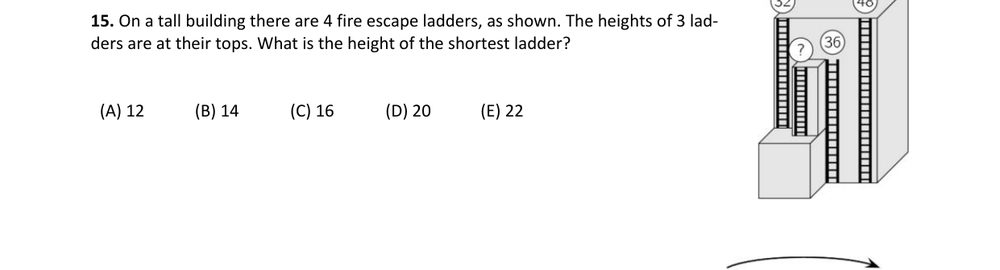 15. On a tall building there are 4 fire escape ladders, as shown. The heights of 3 lad-
ders are at their tops. What is the height of the shortest ladder?
(A) 12 (B) 14 (C) 16 (D) 20 (E) 22
32 48
? 36